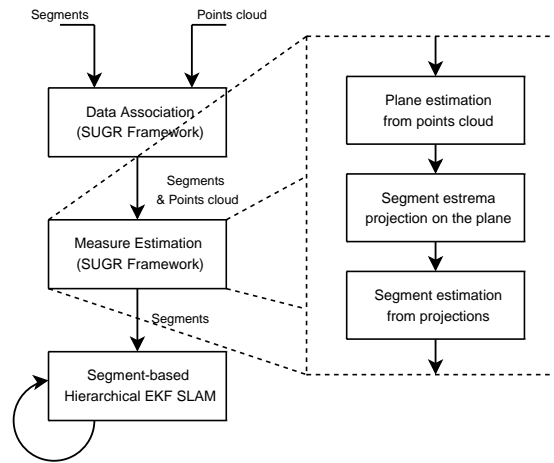 Segments
Points cloud
Data Association
(SUGR Framework)
Segments
& Points cloud
Measure Estimation
(SUGR Framework)
Segments
Segment-based
Hierarchical EKF SLAM
Plane estimation
from points cloud
Segment estrema
projection on the plane
Segment estimation
from projections